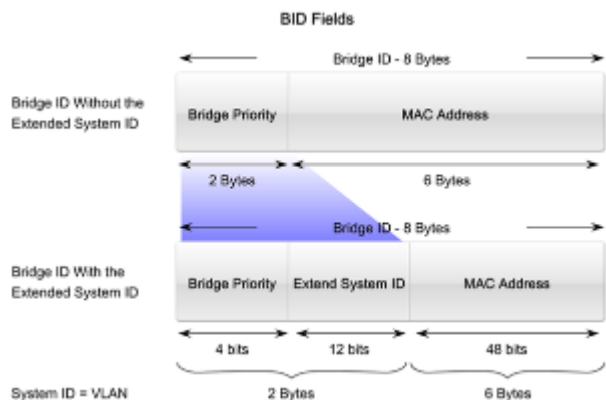 BID Fields
Bridge ID - 8 Bytes
Bridge ID Without the
Extended System ID
Bridge Priority
MAC Address
2 Bytes
6 Bytes
Bridge ID - 8 Bytes
Bridge ID With the
Extended System ID
Bridge Priority
Extend System ID
MAC Address
4 bits
12 bits
48 bits
System ID = VLAN
2 Bytes
6 Bytes